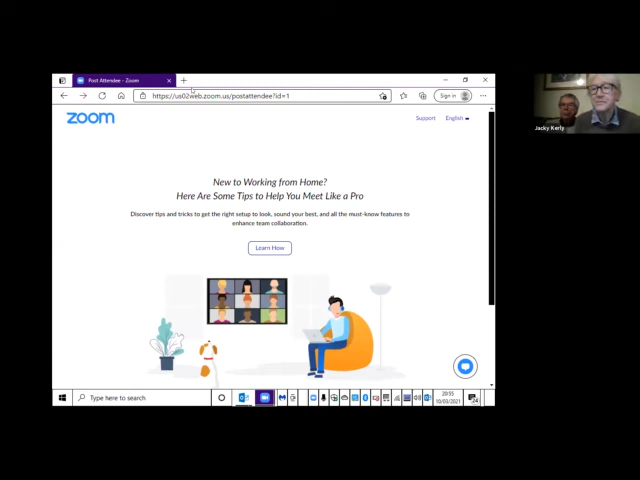 Post Attendee - Zoom
https://us02web.zoom.us/postattendee?id=1
Sign in
zoom
Support
English
New to Working from Home?
Here Are Some Tips to Help You Meet Like a Pro
Discover tips and tricks to get the right setup to look, sound your best, and all the must-know features to
enhance team collaboration.
Learn How
Type here to search
20:55
10/03/2021
24
Jacky Kerly